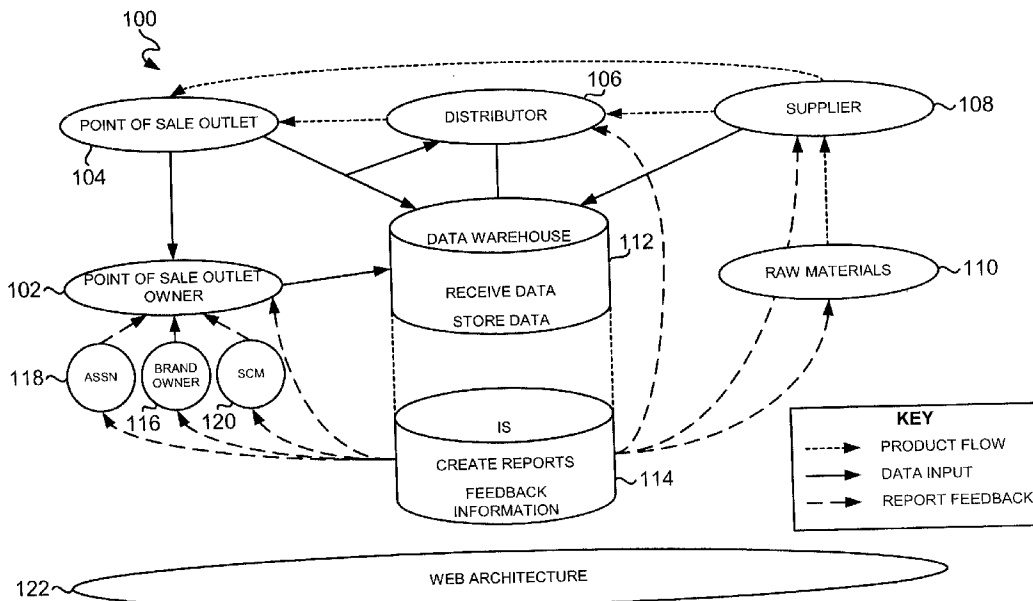 100
106
POINT OF SALE OUTLET
DISTRIBUTOR
SUPPLIER
108
104
DATA WAREHOUSE
112
102
POINT OF SALE OUTLET
OWNER
RAW MATERIALS
110
RECEIVE DATA
STORE DATA
118
ASSN
BRAND
OWNER
SCM
116
120
IS
CREATE REPORTS
114
FEEDBACK
INFORMATION
KEY
PRODUCT FLOW
DATA INPUT
REPORT FEEDBACK
122
WEB ARCHITECTURE